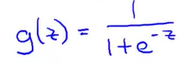 g(z) = 1 / (1 + e^{-z})